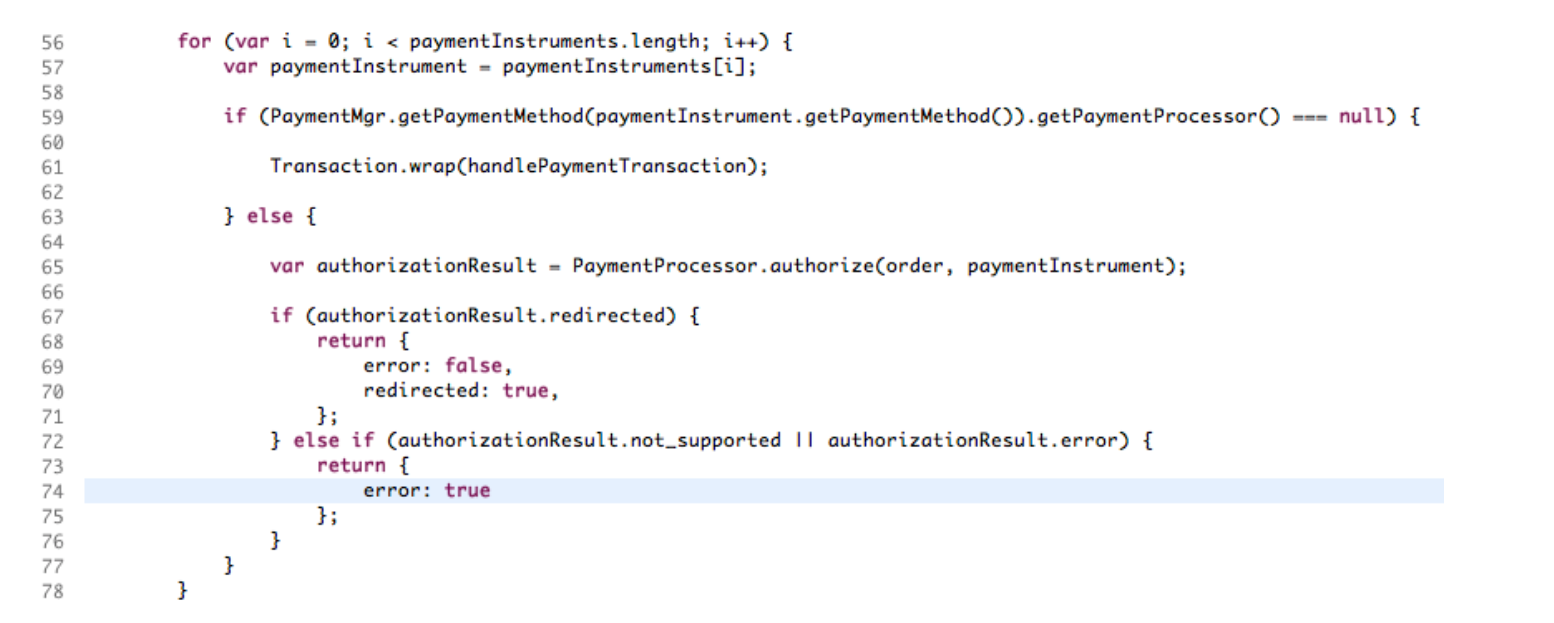 56 for (var i = 0; i < paymentInstruments.length; i++) {
57 var paymentInstrument = paymentInstruments[i];
58
59 if (PaymentMgr.getPaymentMethod(paymentInstrument.getPaymentMethod()).getPaymentProcessor() === null) {
60
61 Transaction.wrap(handlePaymentTransaction);
62
63 } else {
64
65 var authorizationResult = PaymentProcessor.authorize(order, paymentInstrument);
66
67 if (authorizationResult.redirected) {
68 return {
69 error: false,
70 redirected: true,
71 };
72 } else if (authorizationResult.not_supported || authorizationResult.error) {
73 return {
74 error: true
75 };
76 }
77 }
78 }